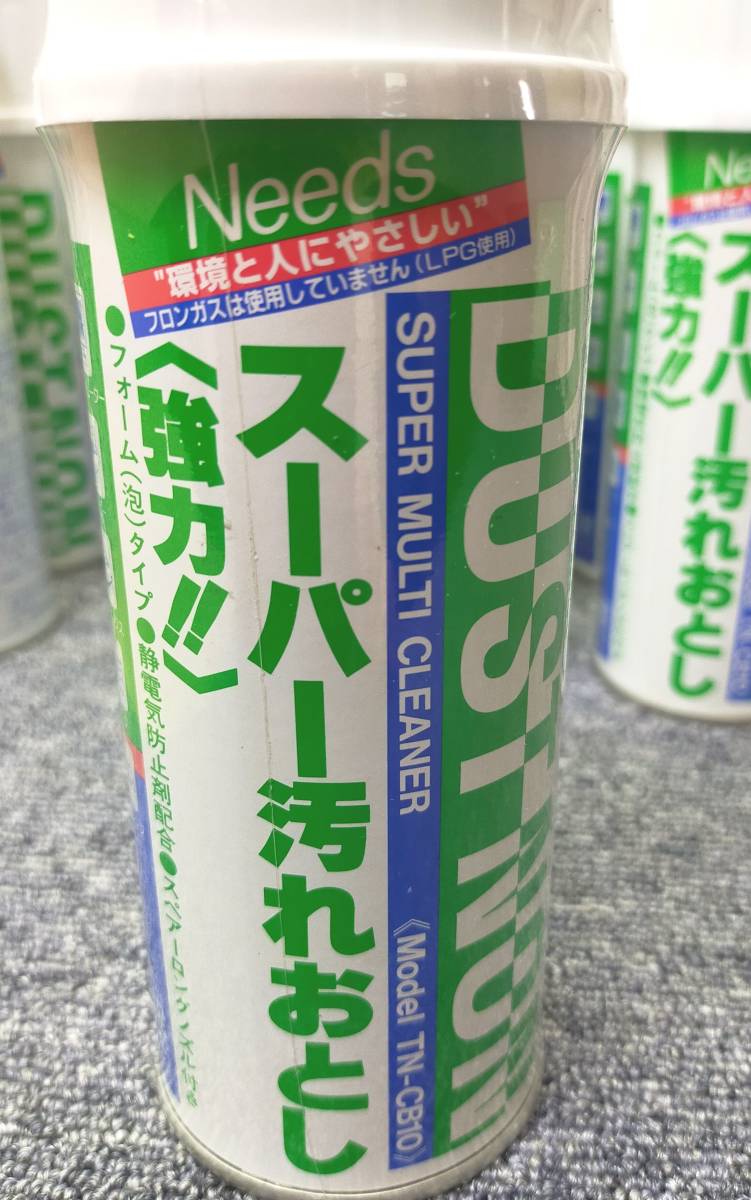 Needs
"環境と人にやさしい"
フロンガスは使用していません（LPG使用）
DUST NON
SUPER MULTI CLEANER 《Model TN-CB10》
スーパー汚れおとし
〈強力!!〉
●フォーム（泡）タイプ●静電気防止剤配合●スペアーロングノズル付き
Nee
スーパー汚れおとし
〈強力!!〉
DUST NON